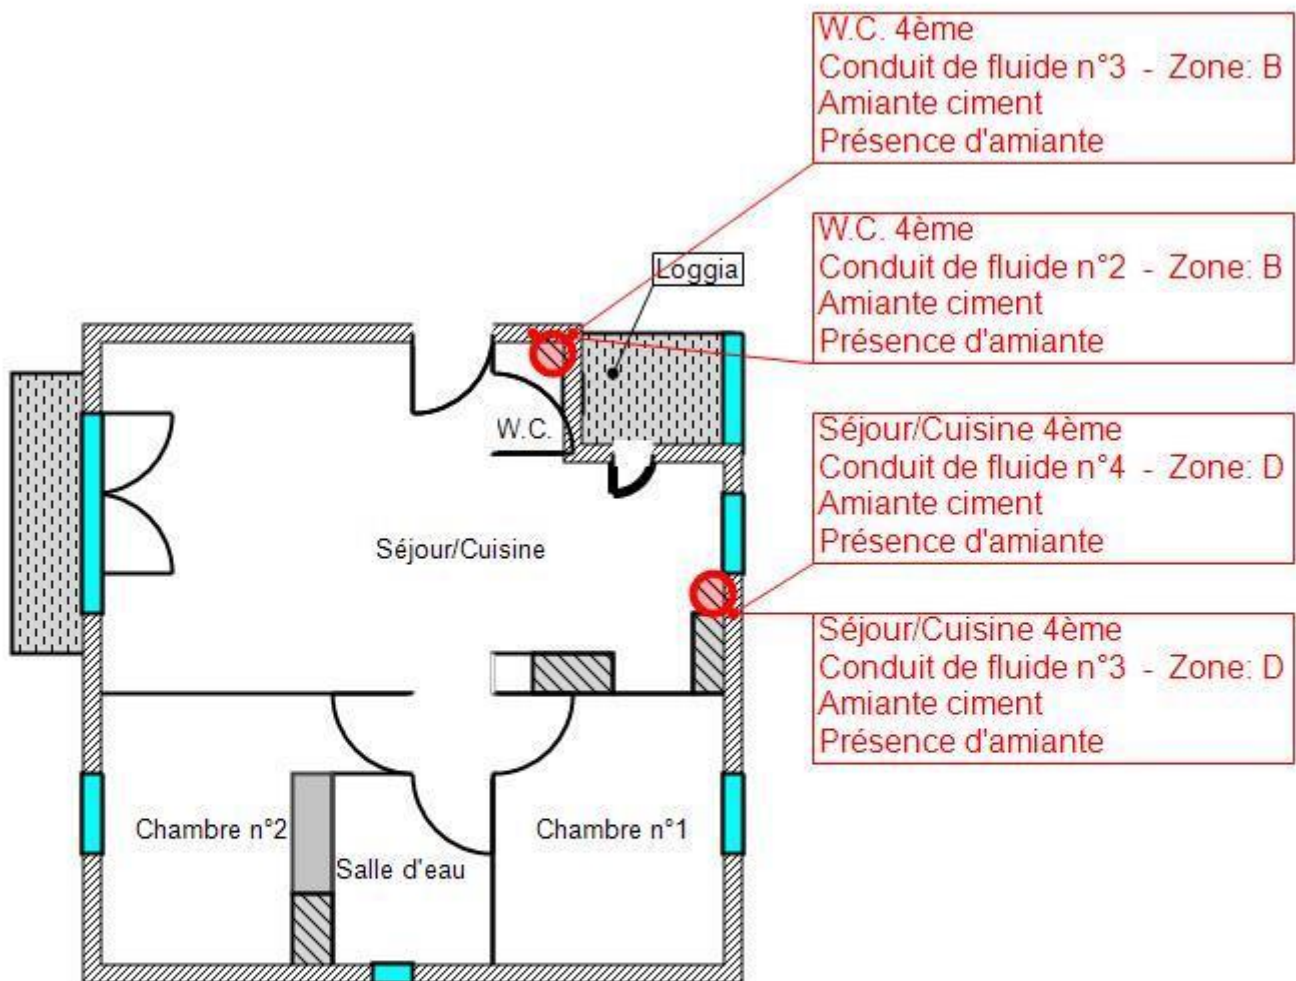 W.C. 4ème
Conduit de fluide n°3 - Zone: B
Amiante ciment
Présence d'amiante
W.C. 4ème
Conduit de fluide n°2 - Zone: B
Amiante ciment
Présence d'amiante
Loggia
W.C.
Séjour/Cuisine 4ème
Conduit de fluide n°4 - Zone: D
Amiante ciment
Présence d'amiante
Séjour/Cuisine
Séjour/Cuisine 4ème
Conduit de fluide n°3 - Zone: D
Amiante ciment
Présence d'amiante
Chambre n°2
Chambre n°1
Salle d'eau